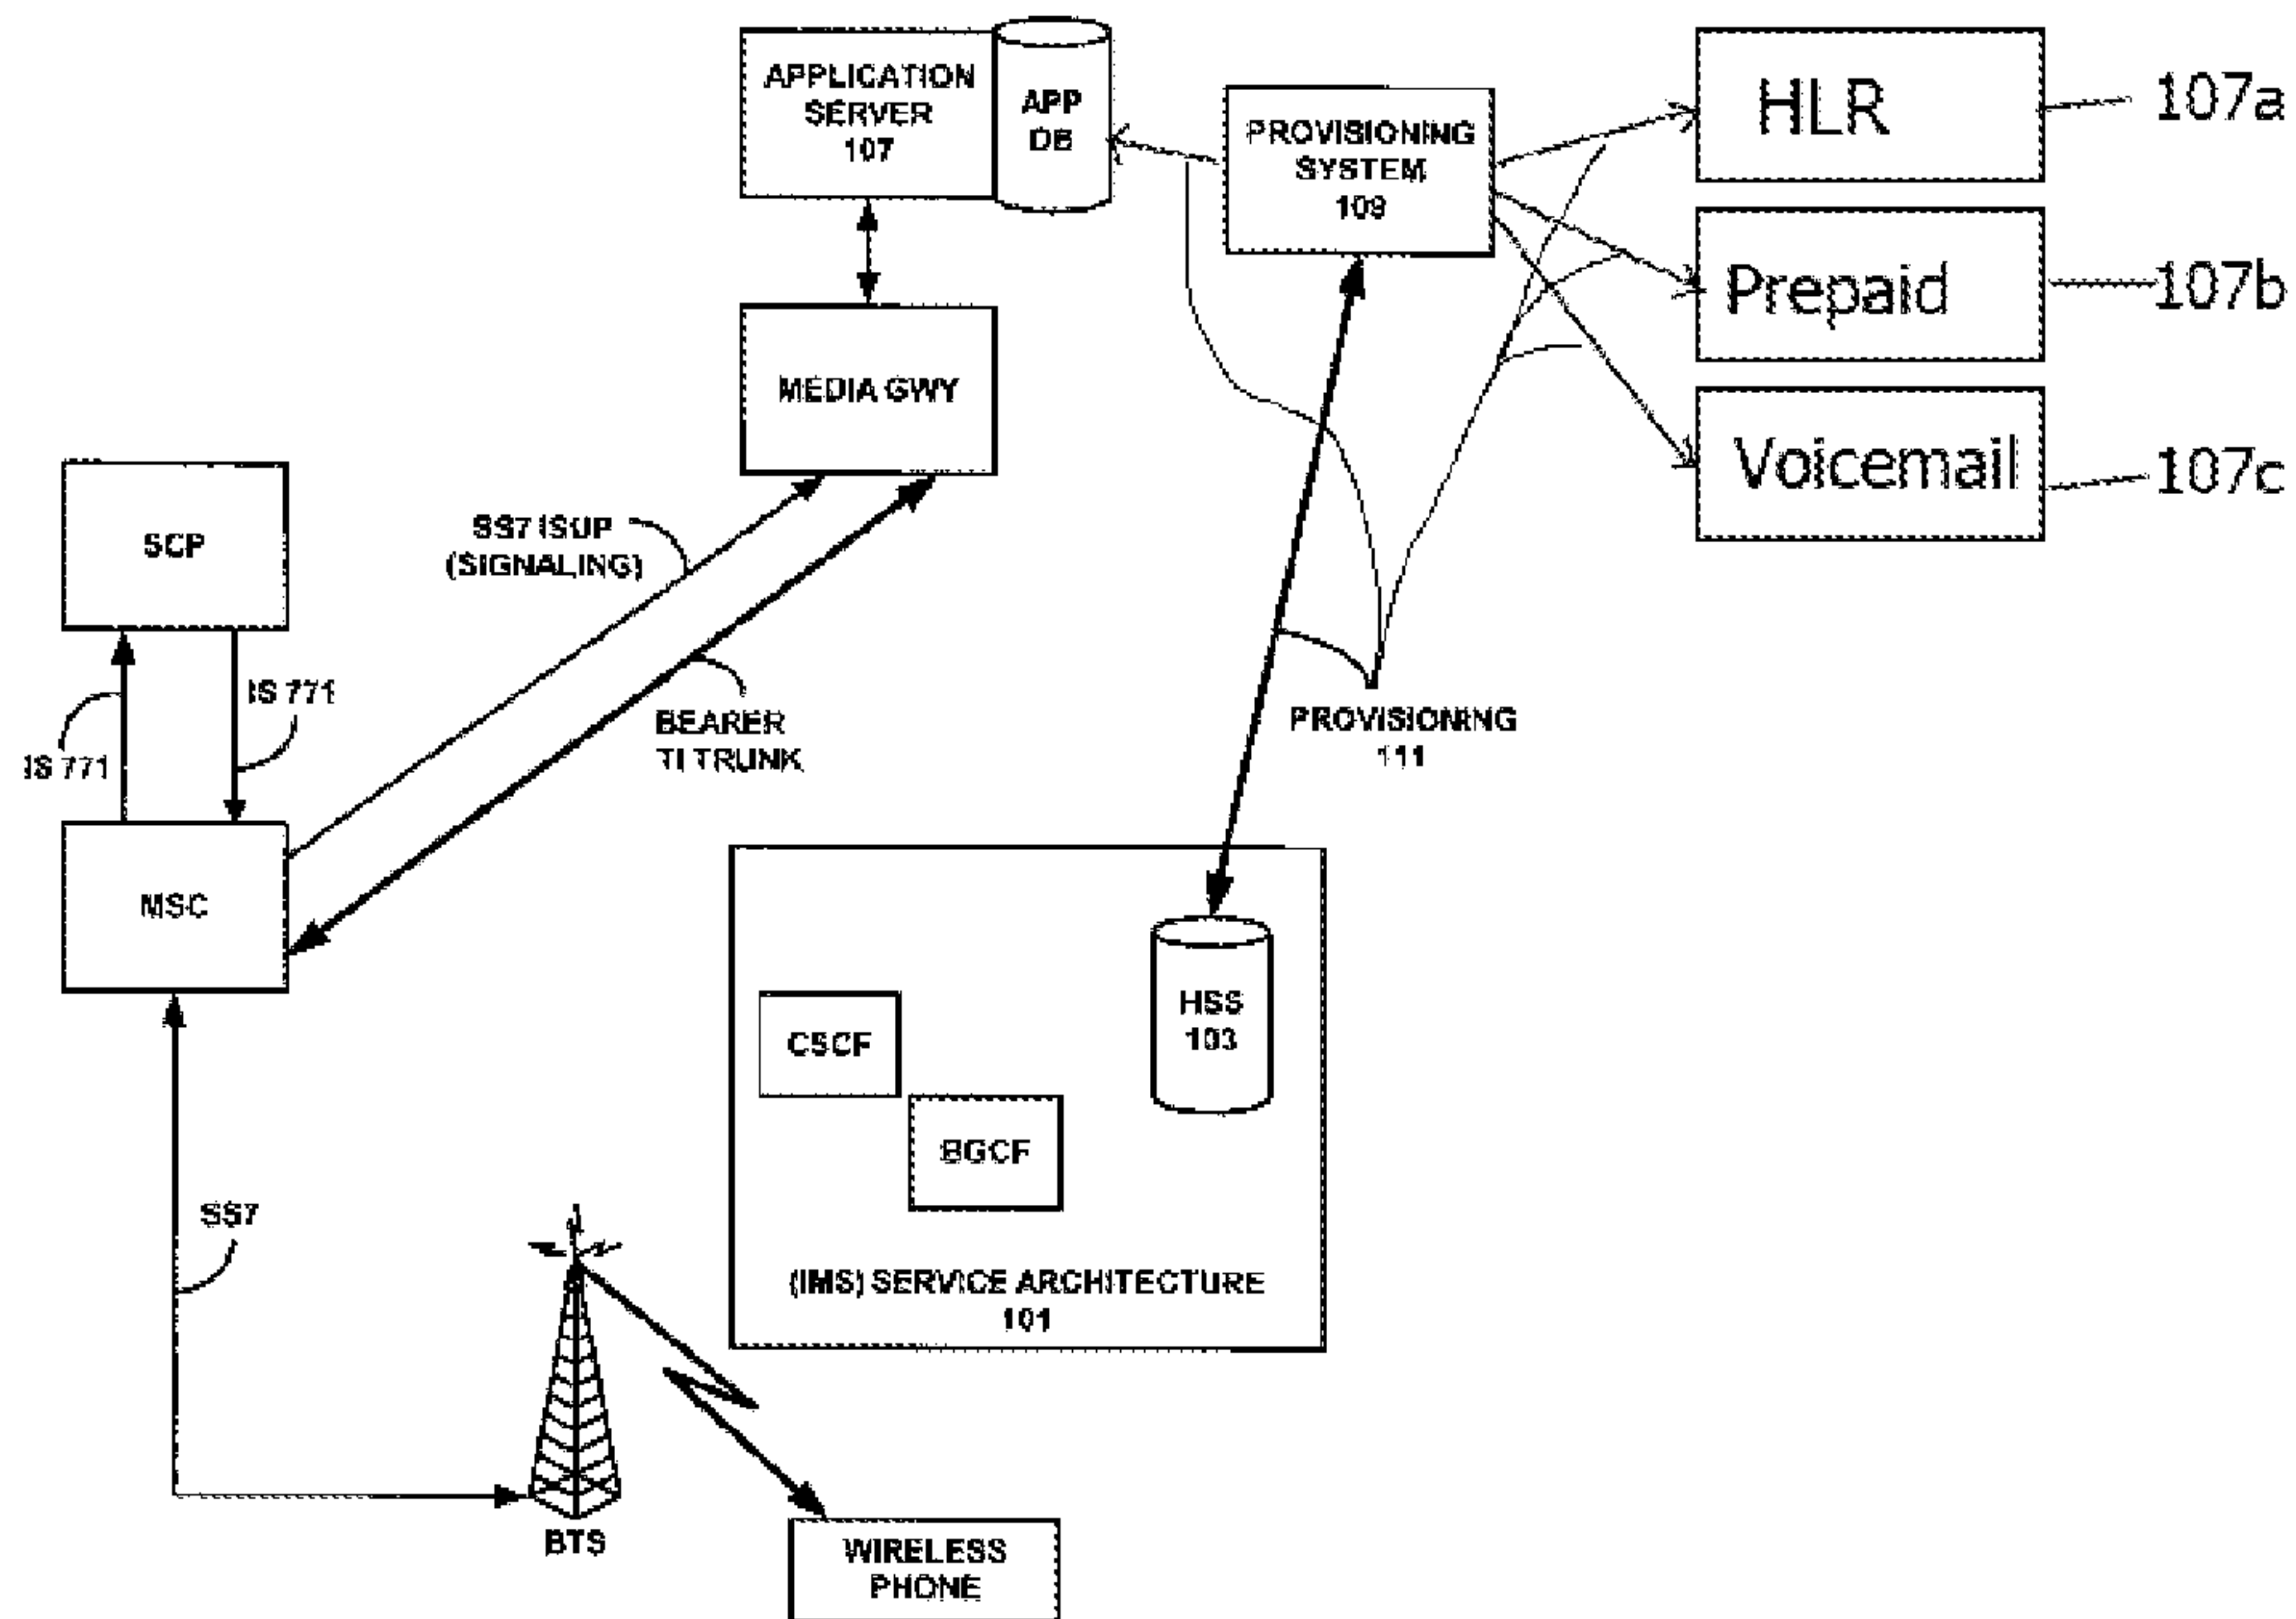 APPLICATION
SERVER
107
APP
DB
PROVISIONING
SYSTEM
109
HLR
107a
Prepaid
107b
Voicemail
107c
MEDIA GWY
SCP
SS7 ISUP
(SIGNALING)
IS 771
IS 771
BEARER
TI TRUNK
PROVISIONING
111
MSC
HSS
103
CSCF
BGCF
SS7
(IMS) SERVICE ARCHITECTURE
101
BTS
WIRELESS
PHONE